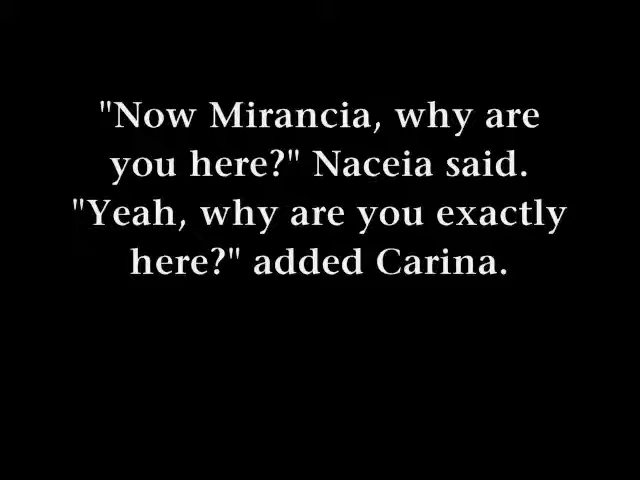 "Now Mirancia, why are
you here?" Naceia said.
"Yeah, why are you exactly
here?" added Carina.